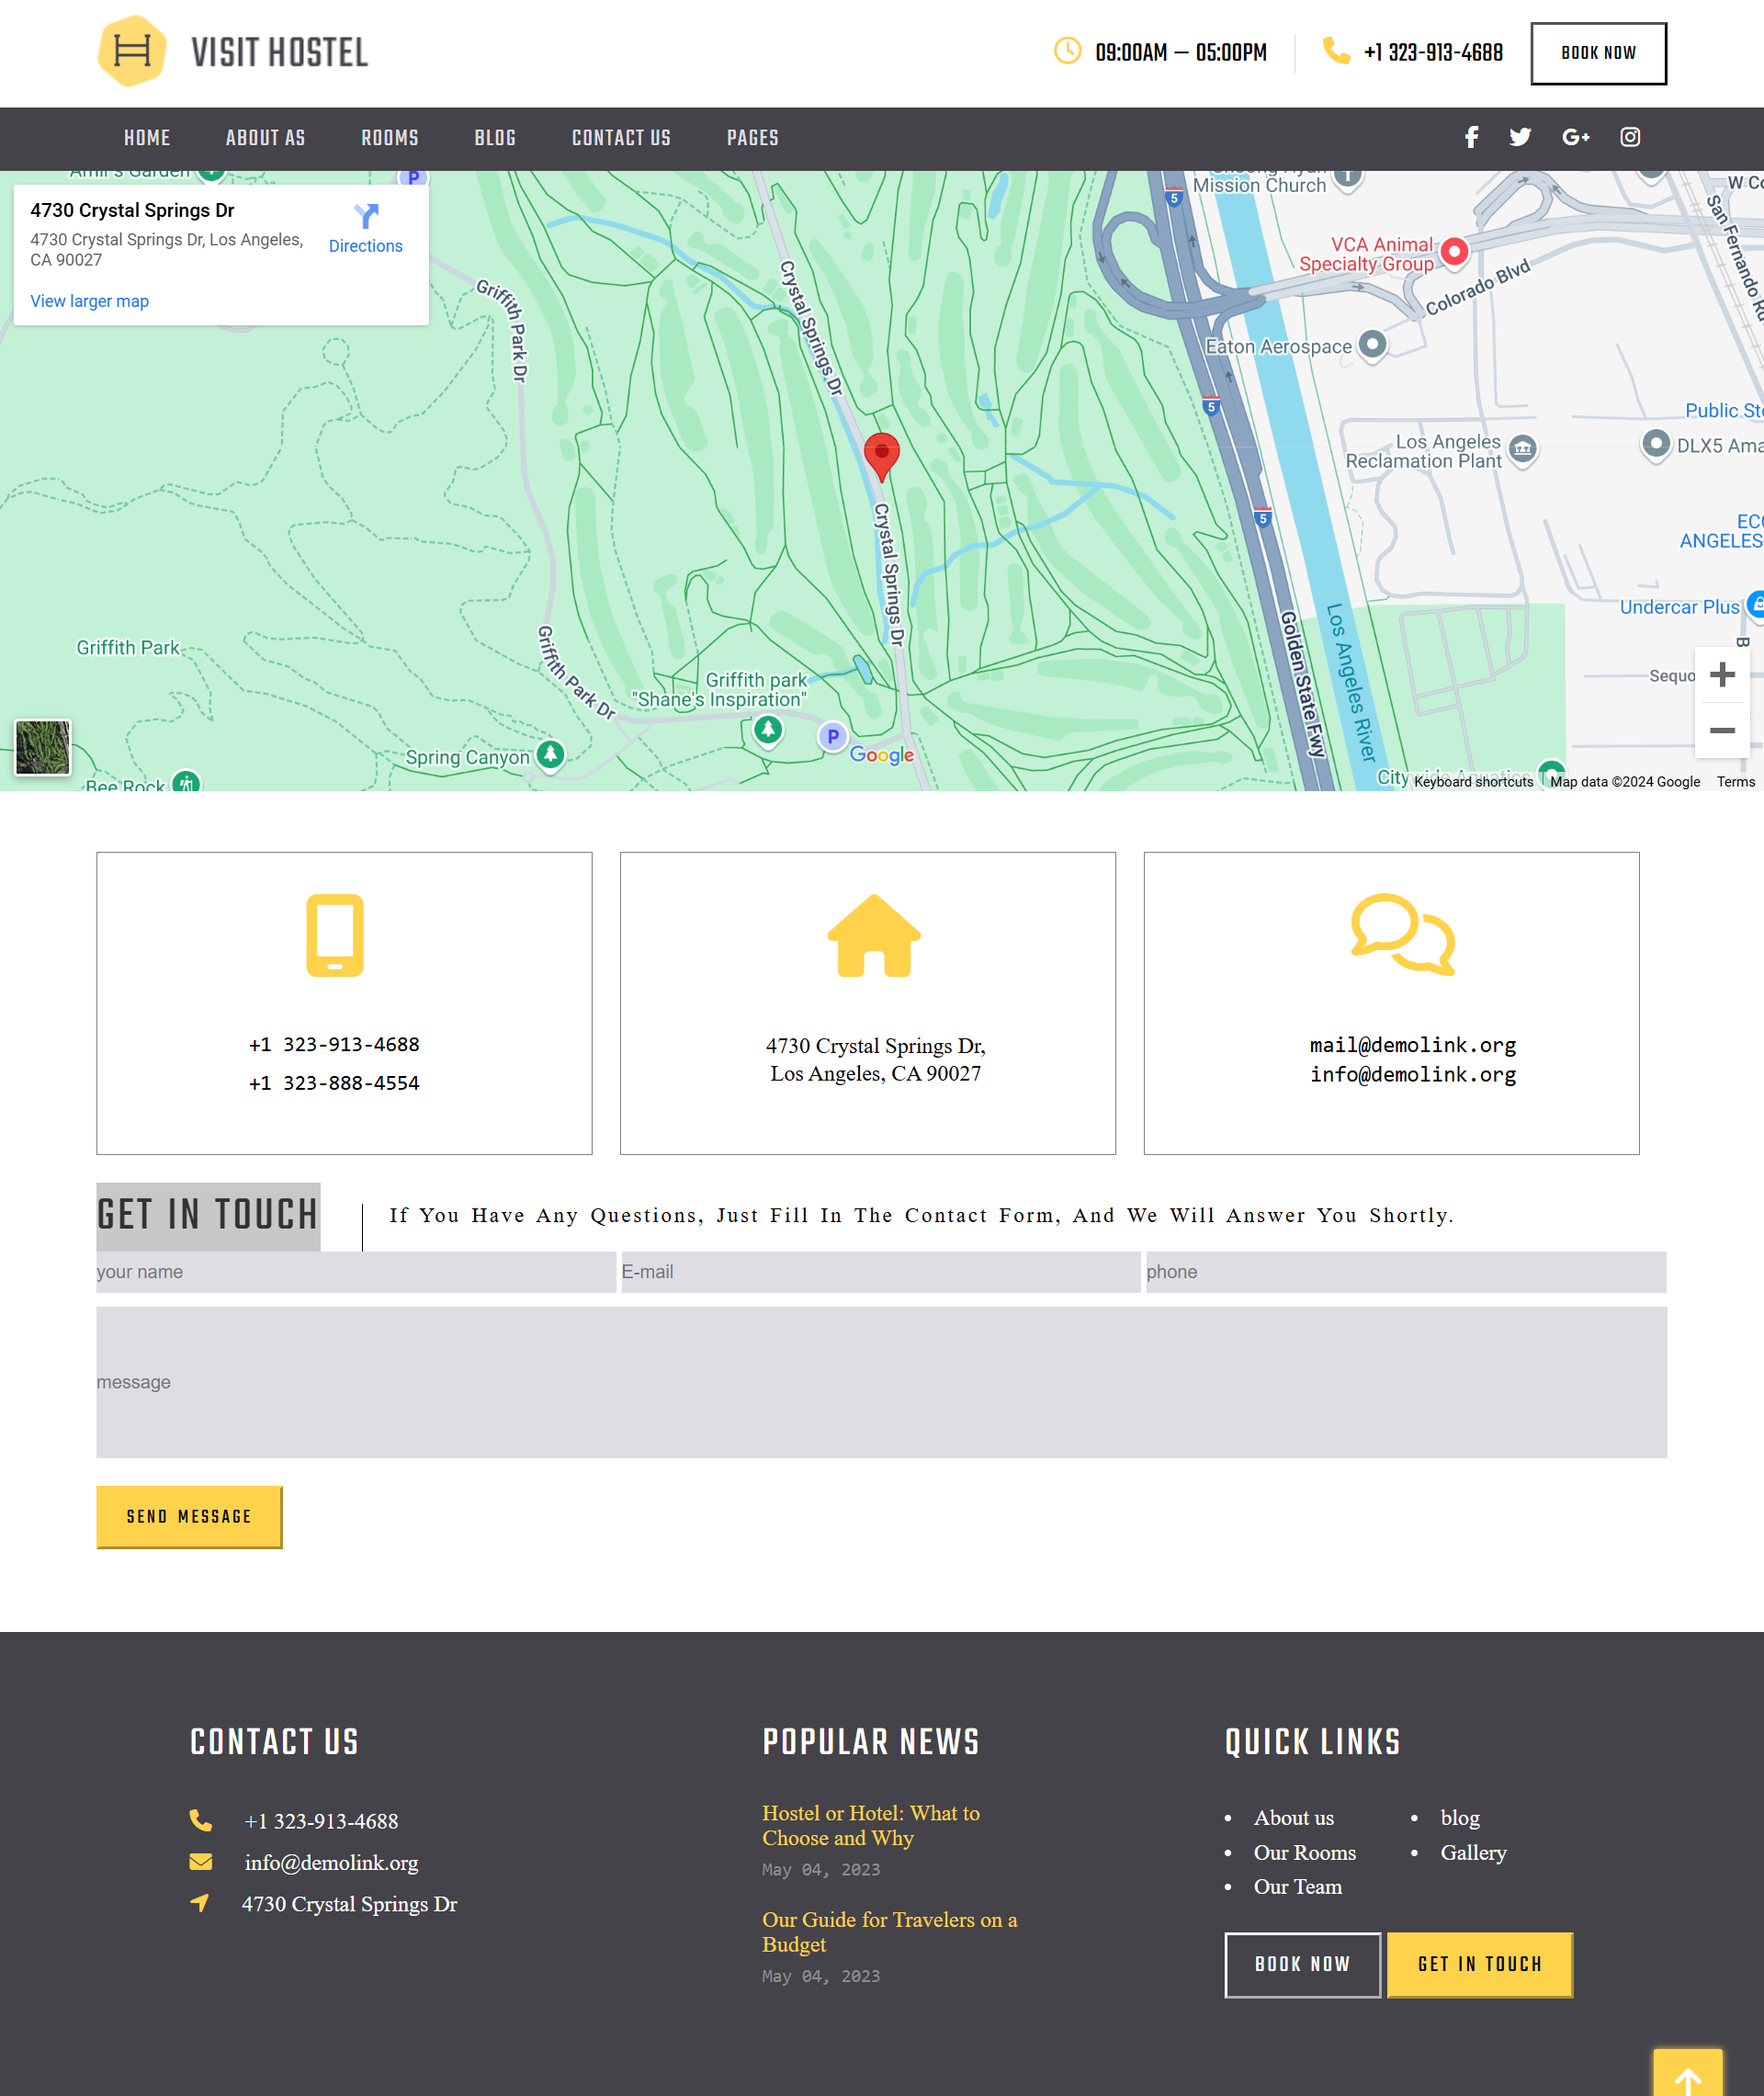 VISIT HOSTEL
09:00AM — 05:00PM
+1 323-913-4688
BOOK NOW
HOME
ABOUT AS
ROOMS
BLOG
CONTACT US
PAGES
Amir's Garden
P
Mission Church
W
San Fernando Rd
4730 Crystal Springs Dr
4730 Crystal Springs Dr, Los Angeles,
CA 90027
Directions
View larger map
Griffith Park Dr
Crystal Springs Dr
5
VCA Animal
Specialty Group
Colorado Blvd
Eaton Aerospace
5
Public
Los Angeles
Reclamation Plant
DLX5
5
ANGELES
Crystal Springs Dr
Undercar Plus
B
Griffith Park
Griffith Park Dr
Golden State Fwy
Los Angeles River
Griffith park
"Shane's Inspiration"
P
Google
Spring Canyon
Bee Rock
Citywide Aquatics
Keyboard shortcuts
Map data ©2024 Google
Terms
+1 323-913-4688
+1 323-888-4554
4730 Crystal Springs Dr,
Los Angeles, CA 90027
mail@demolink.org
info@demolink.org
GET IN TOUCH
If You Have Any Questions, Just Fill In The Contact Form, And We Will Answer You Shortly.
your name
E-mail
phone
message
SEND MESSAGE
CONTACT US
+1 323-913-4688
info@demolink.org
4730 Crystal Springs Dr
POPULAR NEWS
Hostel or Hotel: What to
Choose and Why
May 04, 2023
Our Guide for Travelers on a
Budget
May 04, 2023
QUICK LINKS
About us
Our Rooms
Our Team
blog
Gallery
BOOK NOW
GET IN TOUCH